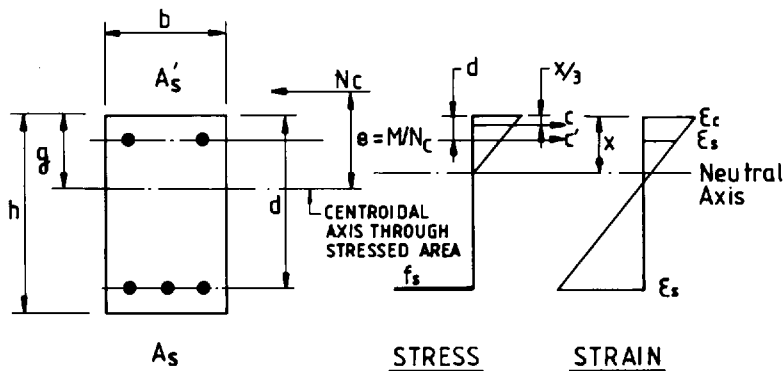 b
A's
Nc
g
h
e = M/Nc
d
CENTROIDAL
AXIS THROUGH
STRESSED AREA
As
d
x/3
c
c'
fs
STRESS
x
εc
εs
Neutral
Axis
εs
STRAIN